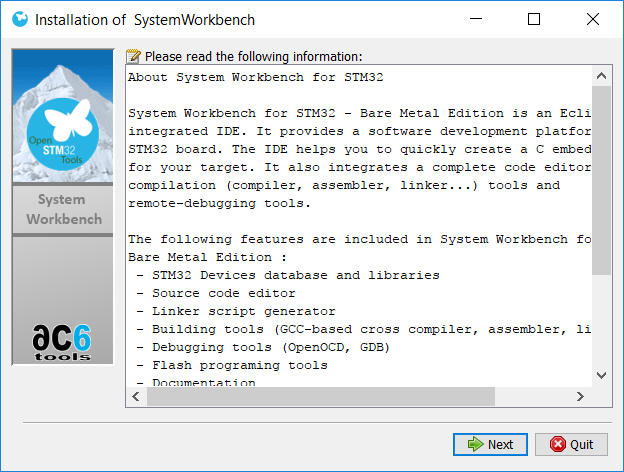 Installation of SystemWorkbench
Please read the following information:
About System Workbench for STM32
System Workbench for STM32 - Bare Metal Edition is an Ecli
integrated IDE. It provides a software development platfor
STM32 board. The IDE helps you to quickly create a C embed
for your target. It also integrates a complete code editor
compilation (compiler, assembler, linker...) tools and
remote-debugging tools.
The following features are included in System Workbench fo
Bare Metal Edition :
- STM32 Devices database and libraries
- Source code editor
- Linker script generator
- Building tools (GCC-based cross compiler, assembler, li
- Debugging tools (OpenOCD, GDB)
- Flash programing tools
- Documentation
Open
STM32
Tools
System
Workbench
ac6
tools
Next
Quit